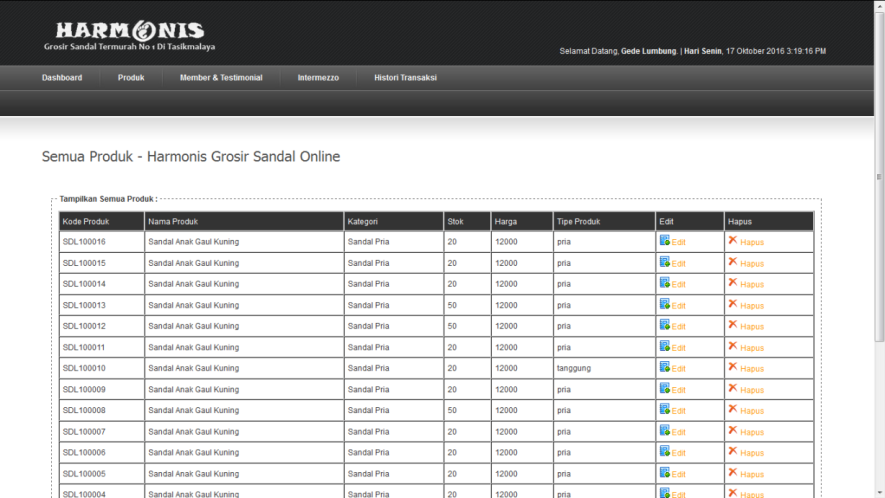 HARMONIS
Grosir Sandal Termurah No 1 Di Tasikmalaya
Selamat Datang, Gede Lumbung. | Hari Senin, 17 Oktober 2016 3:19:16 PM
Dashboard Produk Member & Testimonial Intermezzo Histori Transaksi
Semua Produk - Harmonis Grosir Sandal Online
Tampilkan Semua Produk :
Kode Produk Nama Produk Kategori Stok Harga Tipe Produk Edit Hapus
SDL100016 Sandal Anak Gaul Kuning Sandal Pria 20 12000 pria Edit Hapus
SDL100015 Sandal Anak Gaul Kuning Sandal Pria 20 12000 pria Edit Hapus
SDL100014 Sandal Anak Gaul Kuning Sandal Pria 20 12000 pria Edit Hapus
SDL100013 Sandal Anak Gaul Kuning Sandal Pria 50 12000 pria Edit Hapus
SDL100012 Sandal Anak Gaul Kuning Sandal Pria 50 12000 pria Edit Hapus
SDL100011 Sandal Anak Gaul Kuning Sandal Pria 20 12000 pria Edit Hapus
SDL100010 Sandal Anak Gaul Kuning Sandal Pria 20 12000 tanggung Edit Hapus
SDL100009 Sandal Anak Gaul Kuning Sandal Pria 20 12000 pria Edit Hapus
SDL100008 Sandal Anak Gaul Kuning Sandal Pria 50 12000 pria Edit Hapus
SDL100007 Sandal Anak Gaul Kuning Sandal Pria 20 12000 pria Edit Hapus
SDL100006 Sandal Anak Gaul Kuning Sandal Pria 20 12000 pria Edit Hapus
SDL100005 Sandal Anak Gaul Kuning Sandal Pria 20 12000 pria Edit Hapus
SDL100004 Sandal Anak Gaul Kuning Sandal Pria 20 12000 pria Edit Hapus